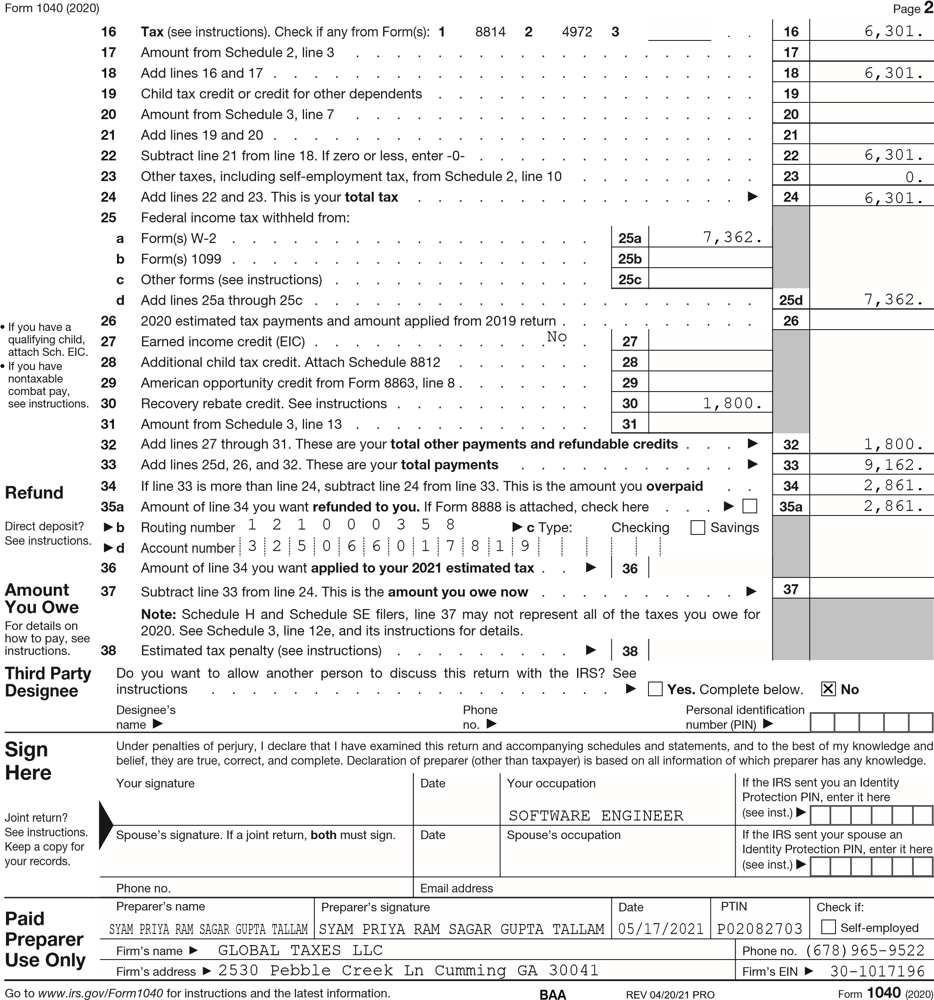 Form 1040 (2020) Page 2
16 Tax (see instructions). Check if any from Form(s): 1 8814 2 4972 3 . . 16 6,301.
17 Amount from Schedule 2, line 3 17
18 Add lines 16 and 17 18 6,301.
19 Child tax credit or credit for other dependents 19
20 Amount from Schedule 3, line 7 20
21 Add lines 19 and 20 21
22 Subtract line 21 from line 18. If zero or less, enter -0- 22 6,301.
23 Other taxes, including self-employment tax, from Schedule 2, line 10 23 0.
24 Add lines 22 and 23. This is your total tax ▶ 24 6,301.
25 Federal income tax withheld from:
a Form(s) W-2 25a 7,362.
b Form(s) 1099 25b
c Other forms (see instructions) 25c
d Add lines 25a through 25c 25d 7,362.
26 2020 estimated tax payments and amount applied from 2019 return 26
• If you have a qualifying child, attach Sch. EIC.
• If you have nontaxable combat pay, see instructions.
27 Earned income credit (EIC) No 27
28 Additional child tax credit. Attach Schedule 8812 28
29 American opportunity credit from Form 8863, line 8 29
30 Recovery rebate credit. See instructions 30 1,800.
31 Amount from Schedule 3, line 13 31
32 Add lines 27 through 31. These are your total other payments and refundable credits ▶ 32 1,800.
33 Add lines 25d, 26, and 32. These are your total payments ▶ 33 9,162.
Refund
34 If line 33 is more than line 24, subtract line 24 from line 33. This is the amount you overpaid 34 2,861.
35a Amount of line 34 you want refunded to you. If Form 8888 is attached, check here ▶ 35a 2,861.
Direct deposit? See instructions.
▶ b Routing number 1 2 1 0 0 0 3 5 8 ▶ c Type: Checking Savings
▶ d Account number 3 2 5 0 6 6 0 1 7 8 1 9
36 Amount of line 34 you want applied to your 2021 estimated tax ▶ 36
Amount You Owe
For details on how to pay, see instructions.
37 Subtract line 33 from line 24. This is the amount you owe now ▶ 37
Note: Schedule H and Schedule SE filers, line 37 may not represent all of the taxes you owe for
2020. See Schedule 3, line 12e, and its instructions for details.
38 Estimated tax penalty (see instructions) ▶ 38
Third Party Designee
Do you want to allow another person to discuss this return with the IRS? See
instructions ▶ Yes. Complete below. X No
Designee's name ▶ Phone no. ▶ Personal identification number (PIN) ▶
Sign Here
Under penalties of perjury, I declare that I have examined this return and accompanying schedules and statements, and to the best of my knowledge and
belief, they are true, correct, and complete. Declaration of preparer (other than taxpayer) is based on all information of which preparer has any knowledge.
Joint return? See instructions. Keep a copy for your records.
Your signature Date Your occupation If the IRS sent you an Identity Protection PIN, enter it here (see inst.) ▶
SOFTWARE ENGINEER
Spouse's signature. If a joint return, both must sign. Date Spouse's occupation If the IRS sent your spouse an Identity Protection PIN, enter it here (see inst.) ▶
Phone no. Email address
Paid Preparer Use Only
Preparer's name Preparer's signature Date PTIN Check if:
SYAM PRIYA RAM SAGAR GUPTA TALLAM SYAM PRIYA RAM SAGAR GUPTA TALLAM 05/17/2021 P02082703 Self-employed
Firm's name ▶ GLOBAL TAXES LLC Phone no. (678)965-9522
Firm's address ▶ 2530 Pebble Creek Ln Cumming GA 30041 Firm's EIN ▶ 30-1017196
Go to www.irs.gov/Form1040 for instructions and the latest information. BAA REV 04/20/21 PRO Form 1040 (2020)